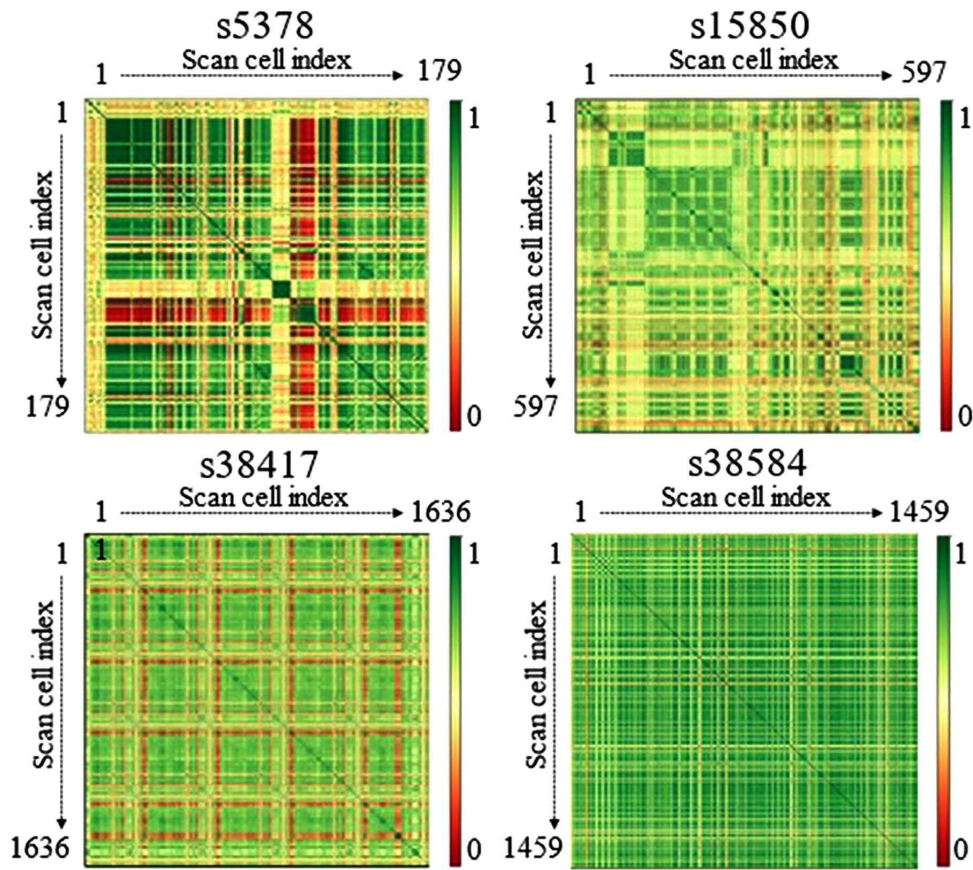 s5378
Scan cell index
1 179
1
Scan cell index
179
1
0
s15850
Scan cell index
1 597
1
Scan cell index
597
1
0
s38417
Scan cell index
1 1636
1
1
Scan cell index
1636
1
0
s38584
Scan cell index
1 1459
1
Scan cell index
1459
1
0